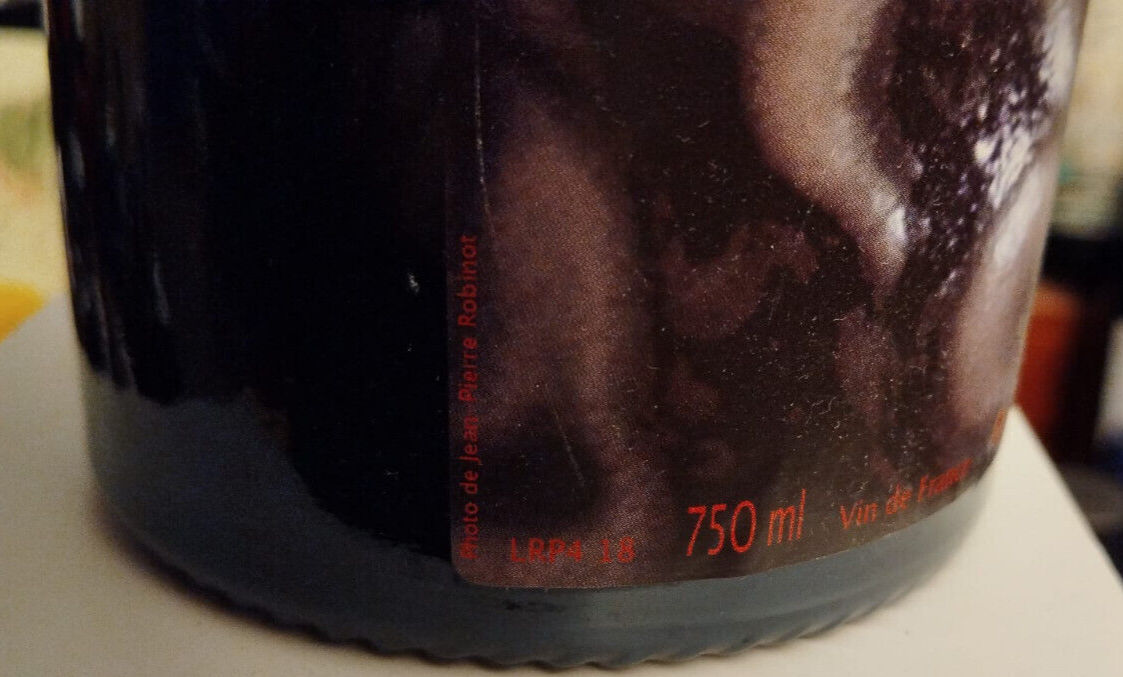 Photo de Jean-Pierre Robinot
LRP4 18
750 ml
Vin de France